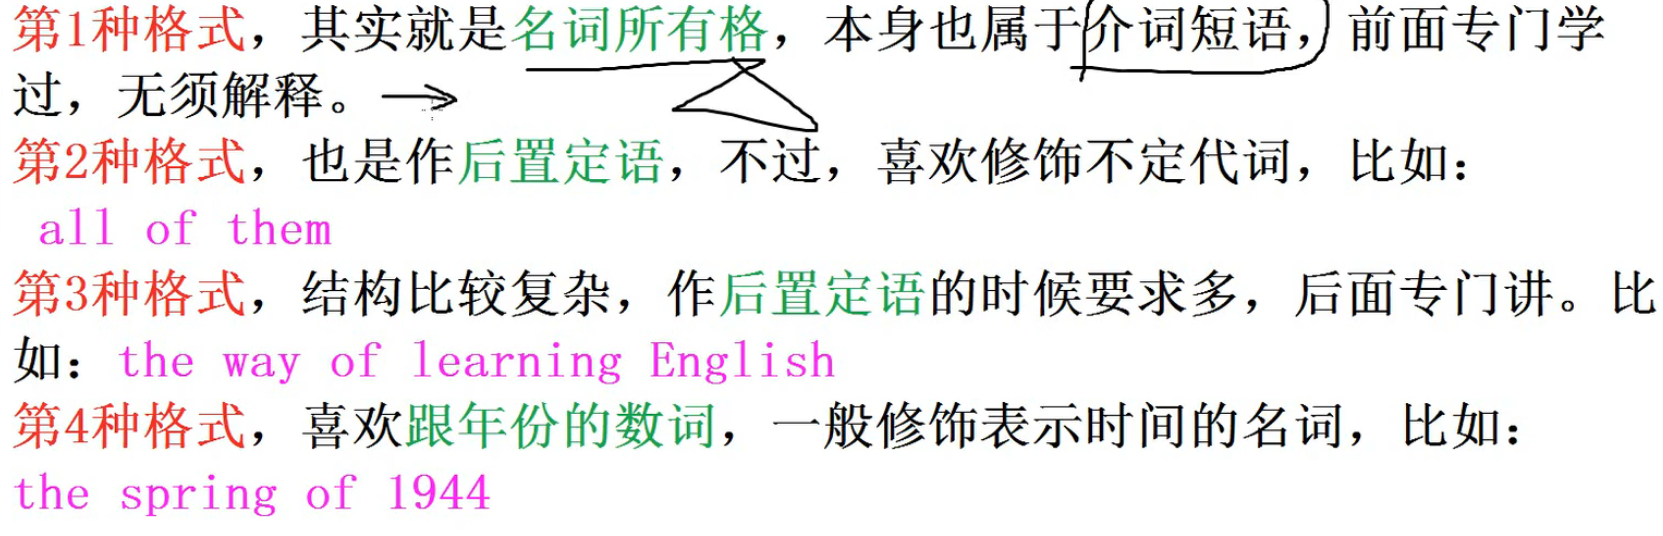 第1种格式，其实就是名词所有格，本身也属于介词短语，前面专门学
过，无须解释。
第2种格式，也是作后置定语，不过，喜欢修饰不定代词，比如：
all of them
第3种格式，结构比较复杂，作后置定语的时候要求多，后面专门讲。比
如：the way of learning English
第4种格式，喜欢跟年份的数词，一般修饰表示时间的名词，比如：
the spring of 1944